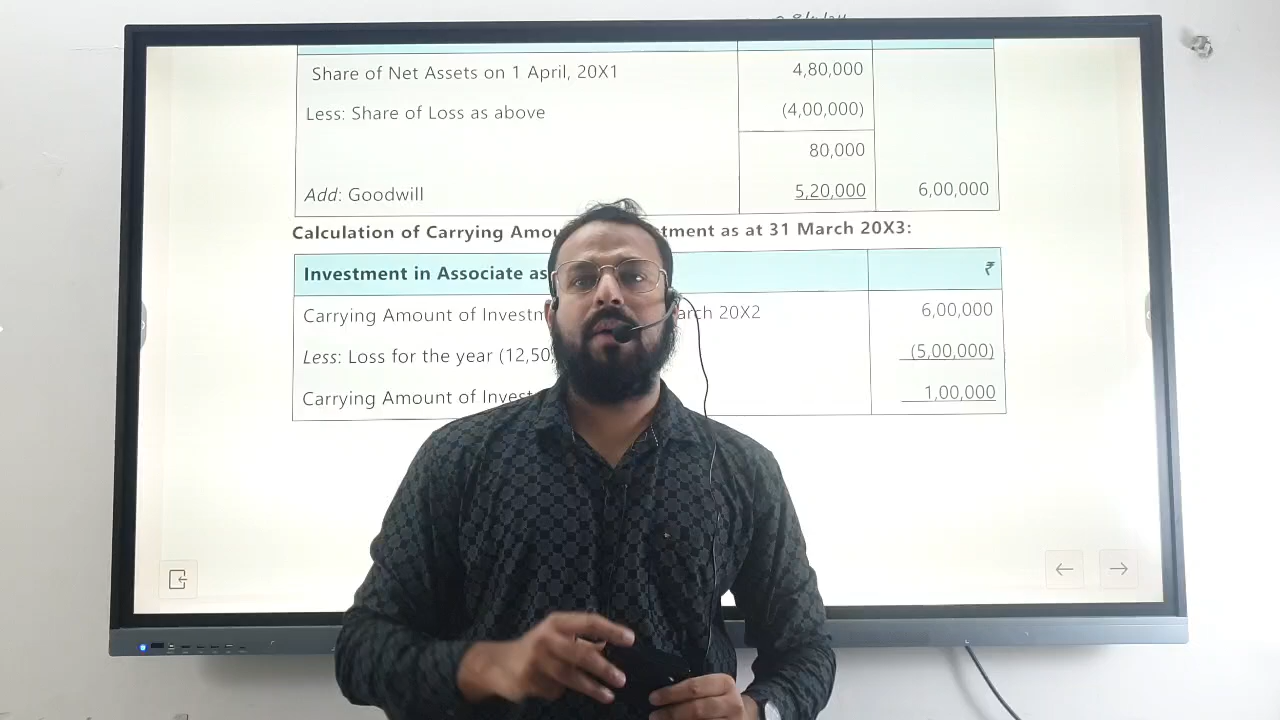 Share of Net Assets on 1 April, 20X1 4,80,000
Less: Share of Loss as above (4,00,000)
80,000
Add: Goodwill 5,20,000 6,00,000
Calculation of Carrying Amou tment as at 31 March 20X3:
Investment in Associate as ₹
Carrying Amount of Investm arch 20X2 6,00,000
Less: Loss for the year (12,50 (5,00,000)
Carrying Amount of Invest 1,00,000